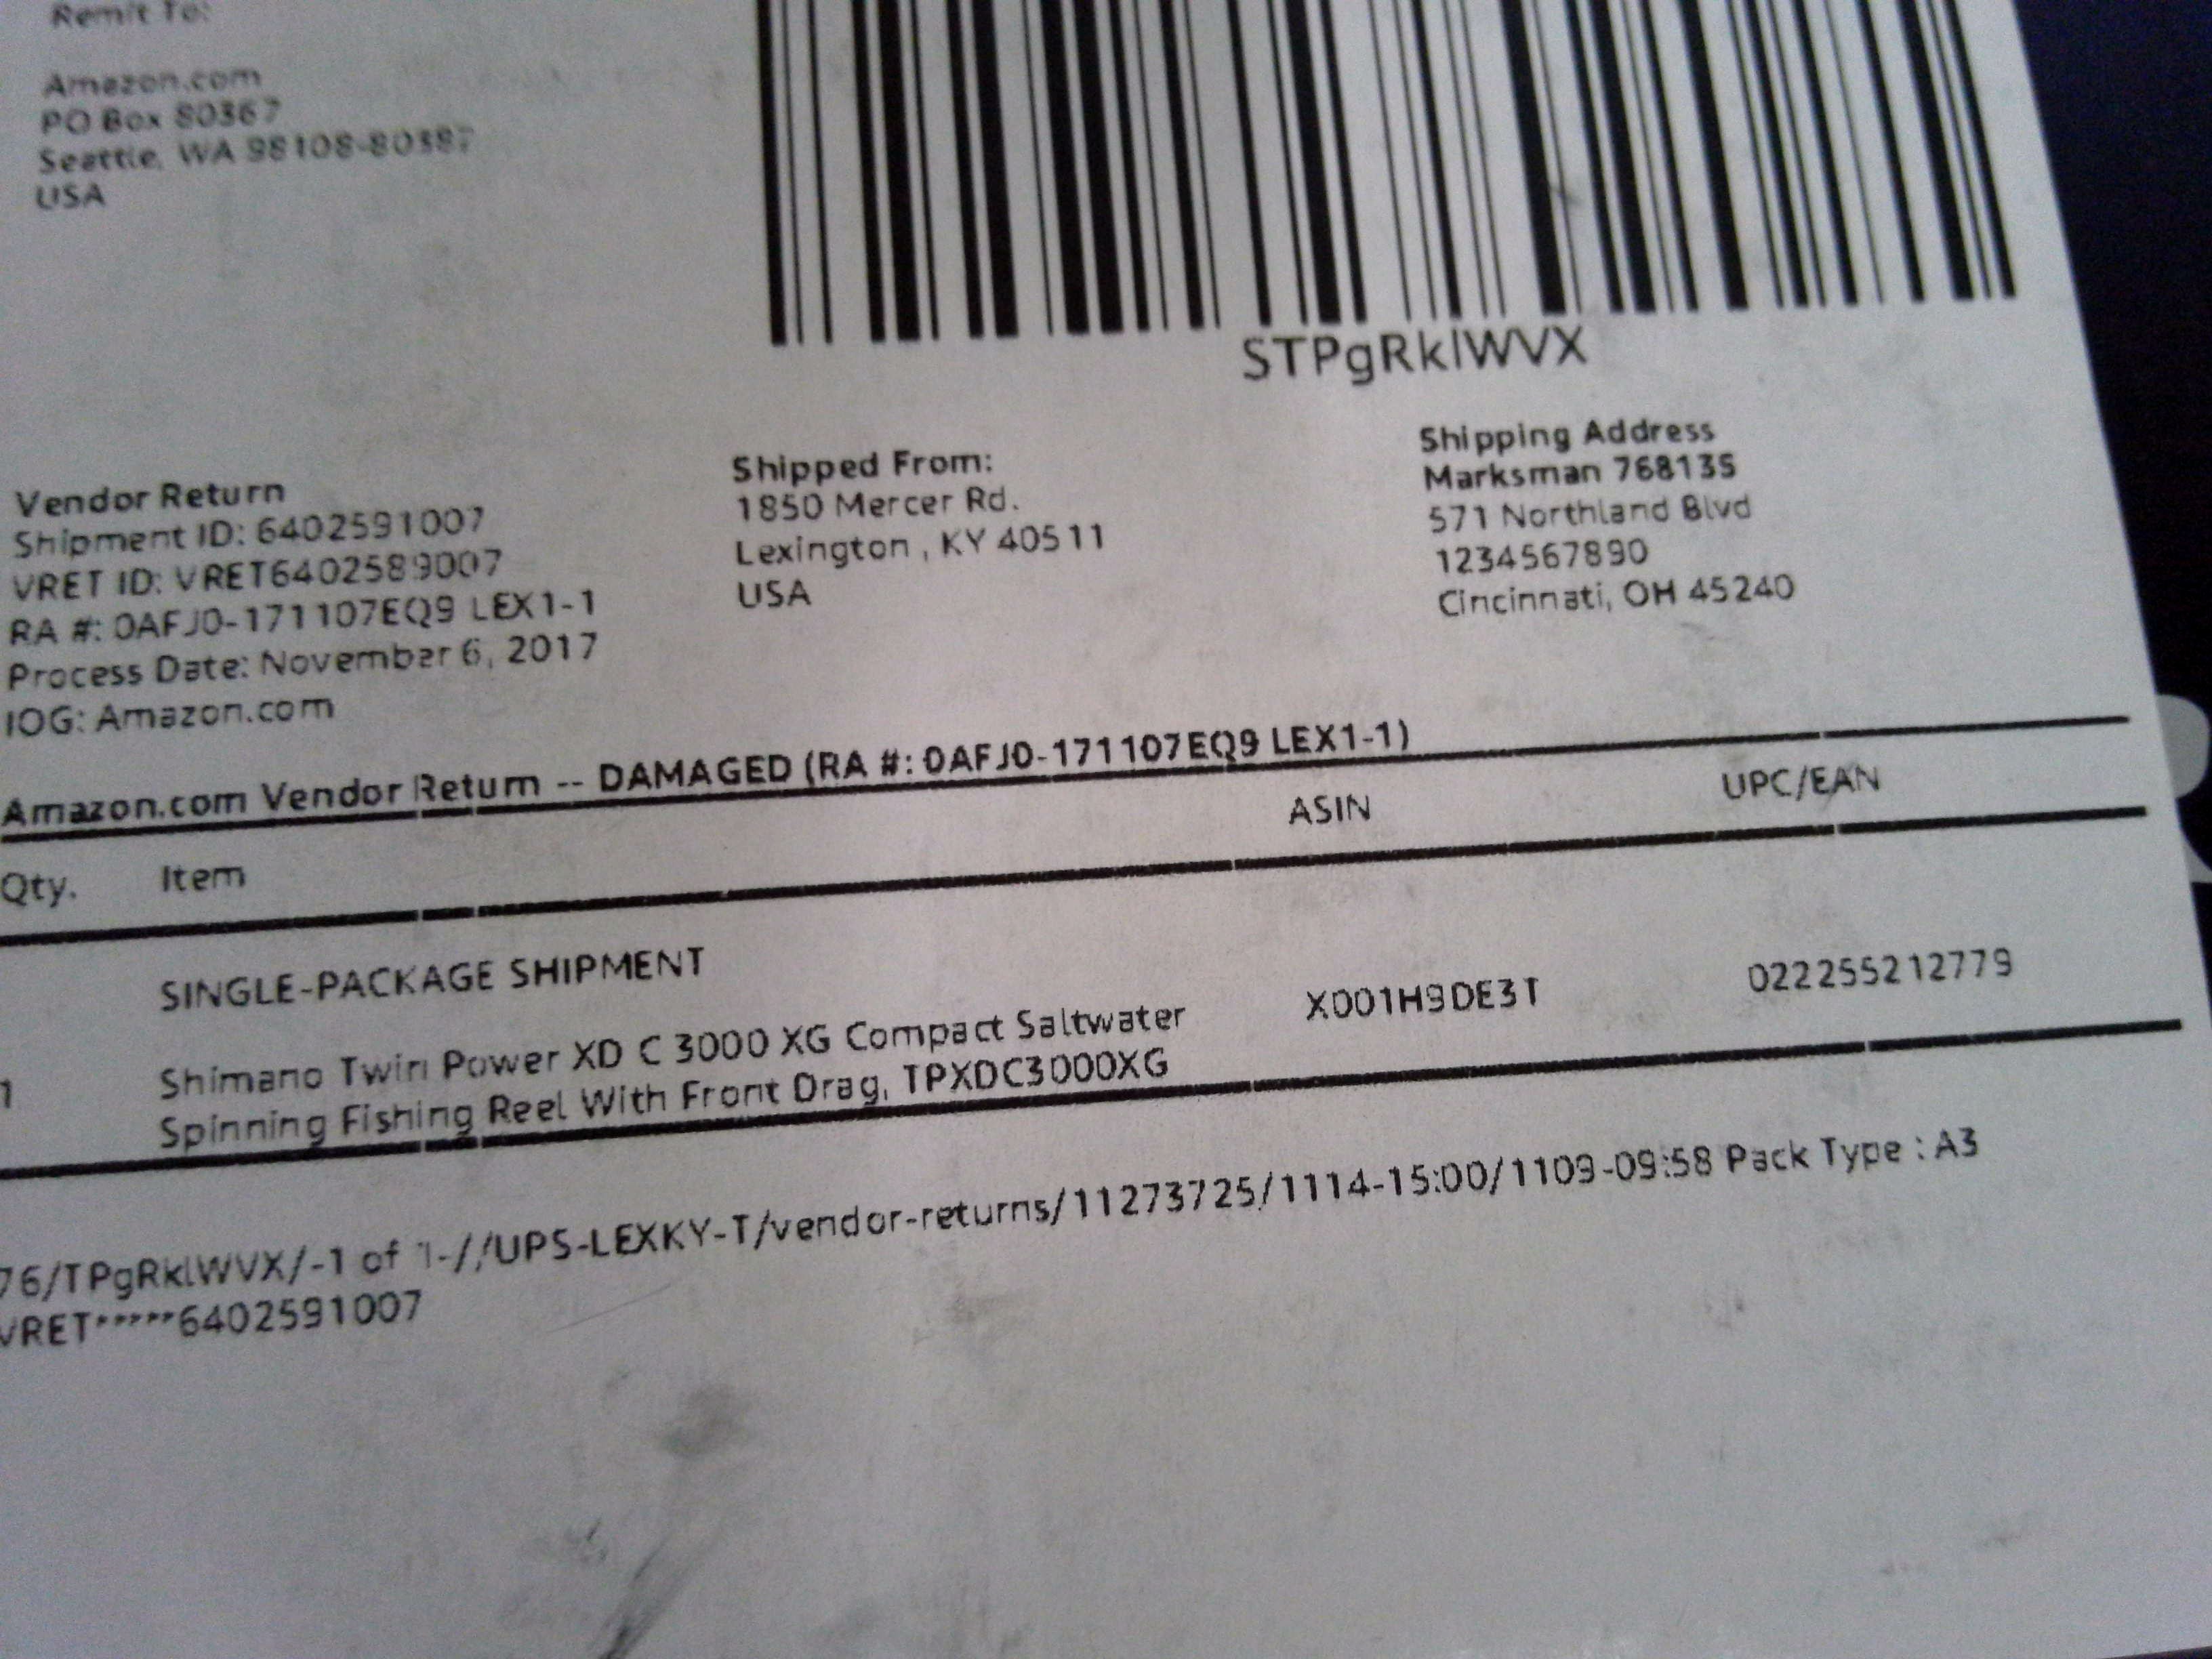 Remit To:
Amazon.com
PO Box 80367
Seattle, WA 98108-80387
USA
STPgRklWVX
Vendor Return
Shipment ID: 6402591007
VRET ID: VRET6402589007
RA #: 0AFJ0-171107EQ9 LEX1-1
Process Date: November 6, 2017
IOG: Amazon.com
Shipped From:
1850 Mercer Rd.
Lexington , KY 40511
USA
Shipping Address
Marksman 768135
571 Northland Blvd
1234567890
Cincinnati, OH 45240
Amazon.com Vendor Return -- DAMAGED (RA #: 0AFJ0-171107EQ9 LEX1-1)
Qty. Item ASIN UPC/EAN
SINGLE-PACKAGE SHIPMENT
1 Shimano Twin Power XD C 3000 XG Compact Saltwater X001H9DE3T 022255212779
Spinning Fishing Reel With Front Drag, TPXDC3000XG
76/TPgRklWVX/-1 of 1-//UPS-LEXKY-T/vendor-returns/11273725/1114-15:00/1109-09:58 Pack Type : A3
VRET*****6402591007